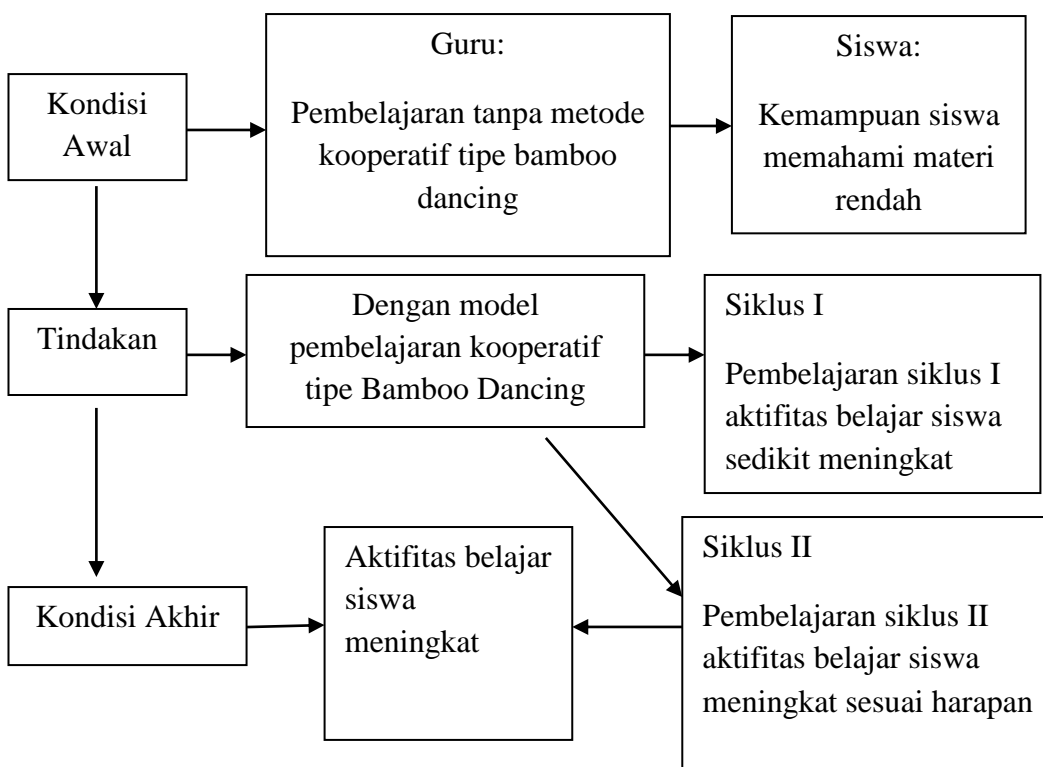 Kondisi
Awal
Guru:
Pembelajaran tanpa metode
kooperatif tipe bamboo
dancing
Siswa:
Kemampuan siswa
memahami materi
rendah
Tindakan
Dengan model
pembelajaran kooperatif
tipe Bamboo Dancing
Siklus I
Pembelajaran siklus I
aktifitas belajar siswa
sedikit meningkat
Kondisi Akhir
Aktifitas belajar
siswa
meningkat
Siklus II
Pembelajaran siklus II
aktifitas belajar siswa
meningkat sesuai harapan